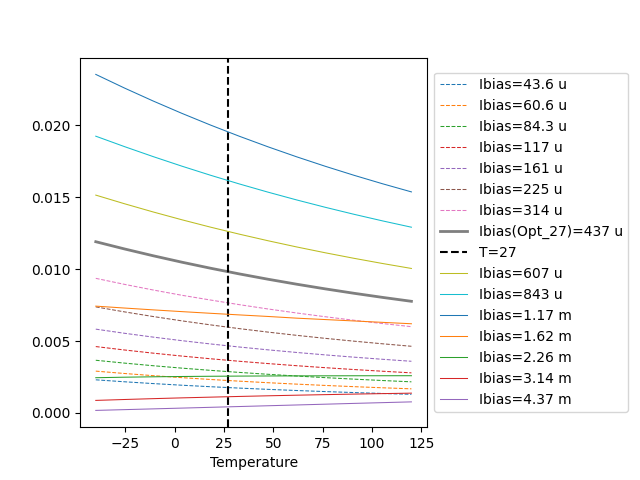 0.020
0.015
0.010
0.005
0.000
−25
0
25
50
75
100
125
Temperature
Ibias=43.6 u
Ibias=60.6 u
Ibias=84.3 u
Ibias=117 u
Ibias=161 u
Ibias=225 u
Ibias=314 u
Ibias(Opt_27)=437 u
T=27
Ibias=607 u
Ibias=843 u
Ibias=1.17 m
Ibias=1.62 m
Ibias=2.26 m
Ibias=3.14 m
Ibias=4.37 m